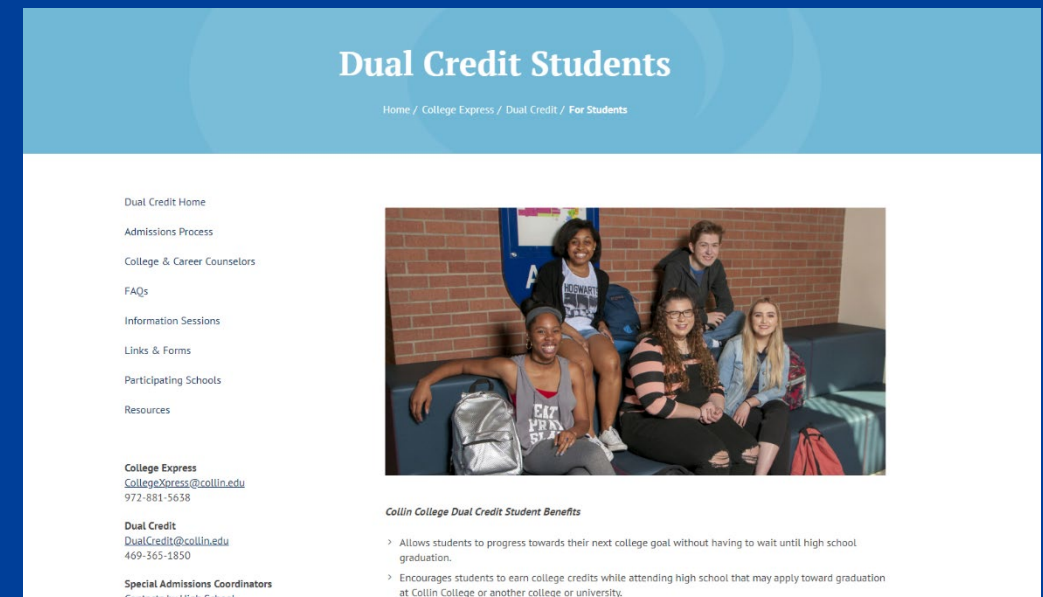 Dual Credit Students
Home / College Express / Dual Credit / For Students
Dual Credit Home
Admissions Process
College & Career Counselors
FAQs
Information Sessions
Links & Forms
Participating Schools
Resources
College Express
CollegeXpress@collin.edu
972-881-5638
Dual Credit
DualCredit@collin.edu
469-365-1850
Special Admissions Coordinators
A
HOGWARTS
EAT
PRAY
SLAY
Collin College Dual Credit Student Benefits
› Allows students to progress towards their next college goal without having to wait until high school
graduation.
› Encourages students to earn college credits while attending high school that may apply toward graduation
at Collin College or another college or university.